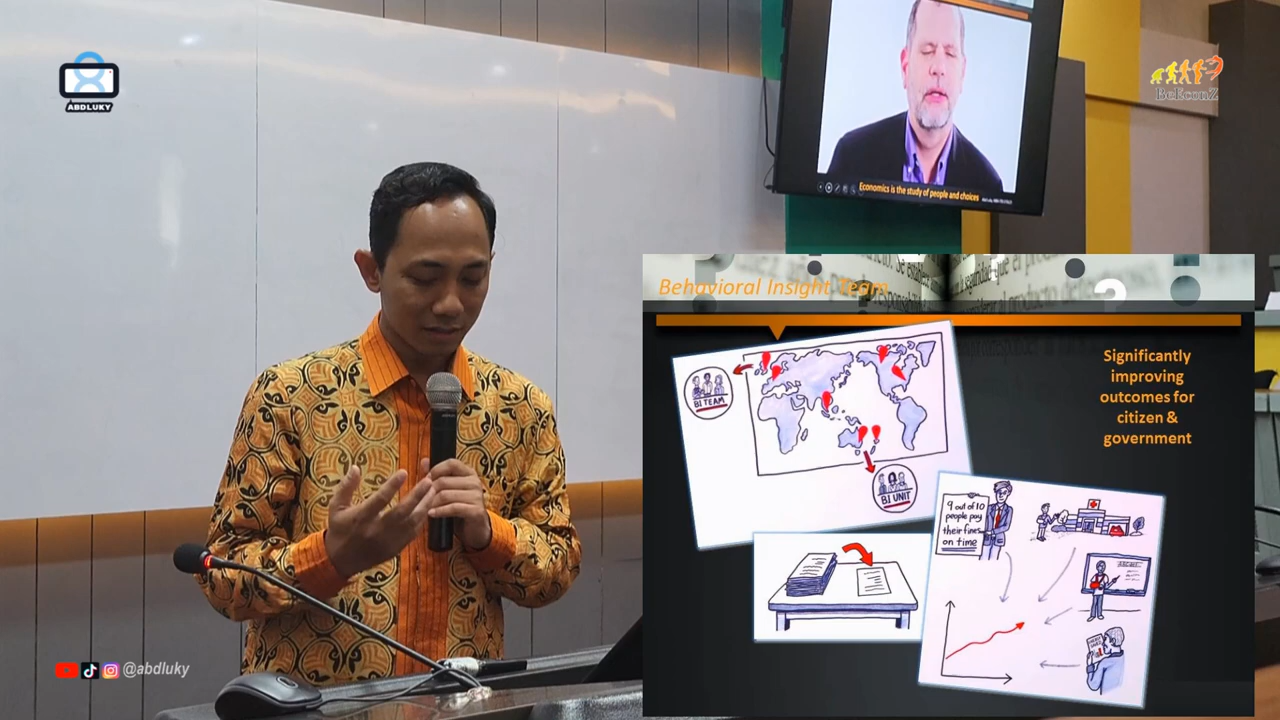 ABDLUKY
BeEconZ
Economics is the study of people and choices
Behavioral Insight Team
BI TEAM
BI UNIT
Significantly
improving
outcomes for
citizen &
government
9 out of 10
people pay
their fines
on time
@abdluky